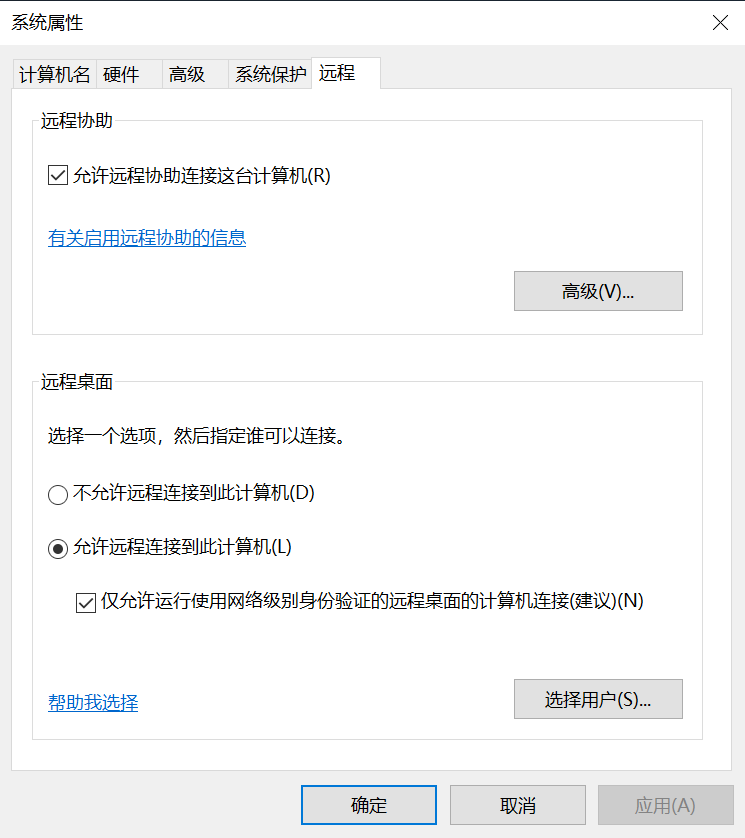 系统属性
计算机名 硬件 高级 系统保护 远程
远程协助
允许远程协助连接这台计算机(R)
有关启用远程协助的信息
高级(V)...
远程桌面
选择一个选项，然后指定谁可以连接。
不允许远程连接到此计算机(D)
允许远程连接到此计算机(L)
仅允许运行使用网络级别身份验证的远程桌面的计算机连接(建议)(N)
帮助我选择 选择用户(S)...
确定 取消 应用(A)